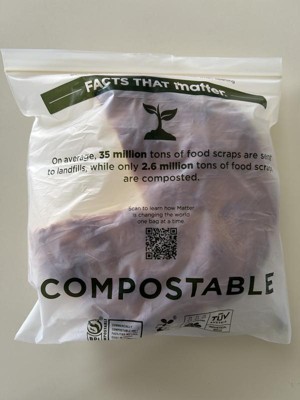 FACTS THAT matter.
On average, 35 million tons of food scraps are sent
to landfills, while only 2.6 million tons of food scraps
are composted.
Scan to learn how Matter
is changing the world
one bag at a time.
COMPOSTABLE
BPI
TÜV